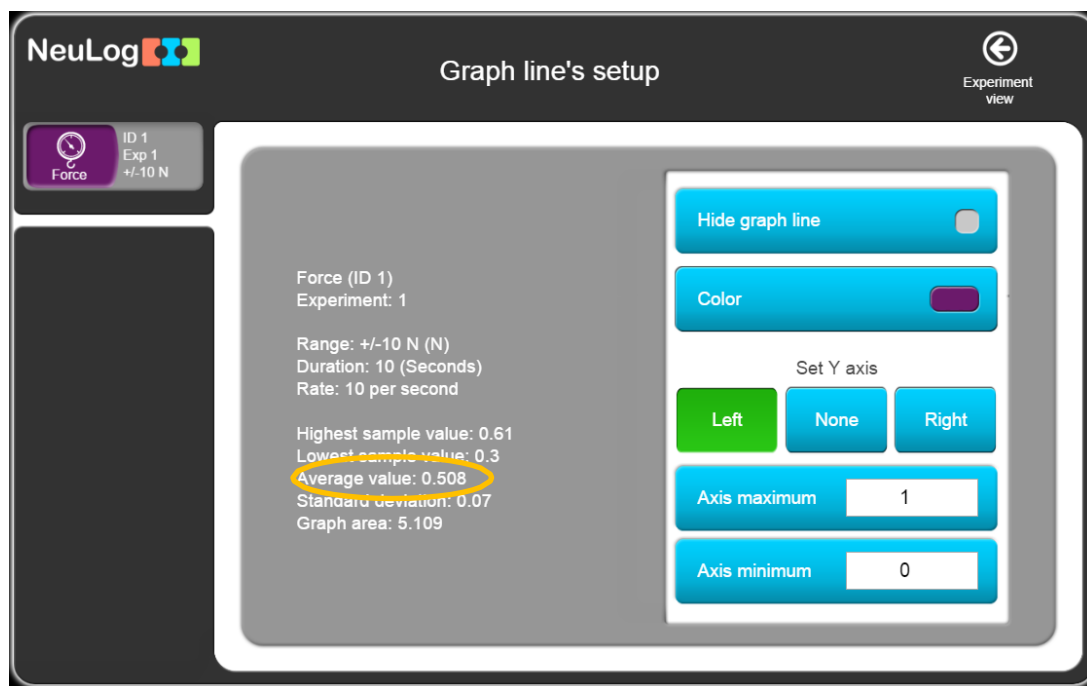 NeuLog
Graph line's setup
Experiment
view
Force
ID 1
Exp 1
+/-10 N
Force (ID 1)
Experiment: 1
Range: +/-10 N (N)
Duration: 10 (Seconds)
Rate: 10 per second
Highest sample value: 0.61
Lowest sample value: 0.3
Average value: 0.508
Standard deviation: 0.07
Graph area: 5.109
Hide graph line
Color
Set Y axis
Left
None
Right
Axis maximum
1
Axis minimum
0